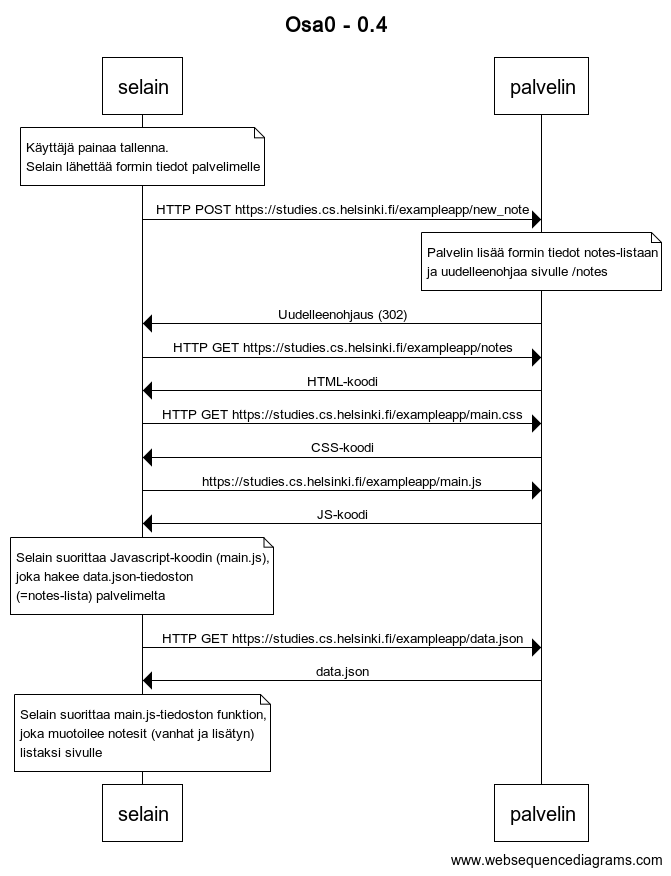 Osa0 - 0.4
selain
palvelin
Käyttäjä painaa tallenna.
Selain lähettää formin tiedot palvelimelle
HTTP POST https://studies.cs.helsinki.fi/exampleapp/new_note
Palvelin lisää formin tiedot notes-listaan
ja uudelleenohjaa sivulle /notes
Uudelleenohjaus (302)
HTTP GET https://studies.cs.helsinki.fi/exampleapp/notes
HTML-koodi
HTTP GET https://studies.cs.helsinki.fi/exampleapp/main.css
CSS-koodi
https://studies.cs.helsinki.fi/exampleapp/main.js
JS-koodi
Selain suorittaa Javascript-koodin (main.js),
joka hakee data.json-tiedoston
(=notes-lista) palvelimelta
HTTP GET https://studies.cs.helsinki.fi/exampleapp/data.json
data.json
Selain suorittaa main.js-tiedoston funktion,
joka muotoilee notesit (vanhat ja lisätyn)
listaksi sivulle
selain
palvelin
www.websequencediagrams.com